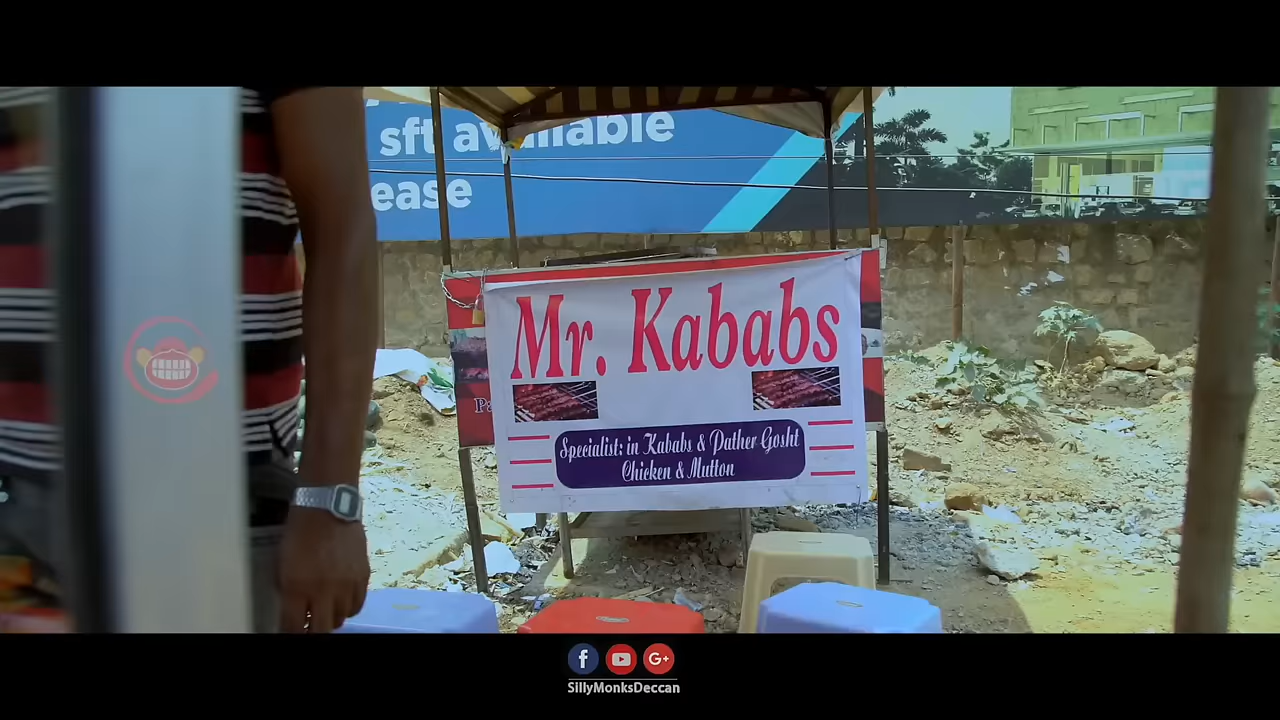 sft available
ease
Mr. Kababs
Specialist: in Kababs & Pather Gosht
Chicken & Mutton
SillyMonksDeccan